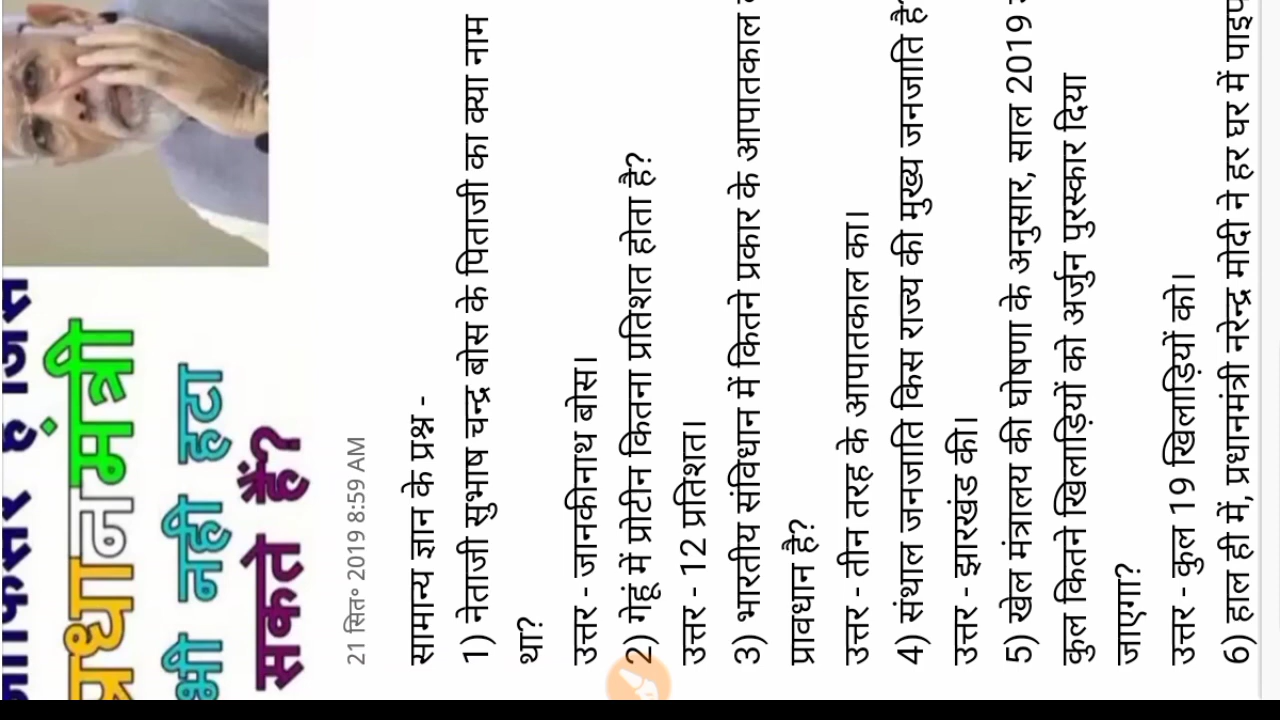 प्रधानमंत्री
भी नही हटा
सकते हैं?
21 सित॰ 2019 8:59 AM
सामान्य ज्ञान के प्रश्न -
1) नेताजी सुभाष चन्द्र बोस के पिताजी का क्या नाम
था?
उत्तर - जानकीनाथ बोस।
2) गेहूं में प्रोटीन कितना प्रतिशत होता है?
उत्तर - 12 प्रतिशत।
3) भारतीय संविधान में कितने प्रकार के आपातकाल
प्रावधान हैं?
उत्तर - तीन तरह के आपातकाल का।
4) संथाल जनजाति किस राज्य की मुख्य जनजाति है?
उत्तर - झारखंड की।
5) खेल मंत्रालय की घोषणा के अनुसार, साल 2019
कुल कितने खिलाड़ियों को अर्जुन पुरस्कार दिया
जाएगा?
उत्तर - कुल 19 खिलाड़ियों को।
6) हाल ही में, प्रधानमंत्री नरेन्द्र मोदी ने हर घर में